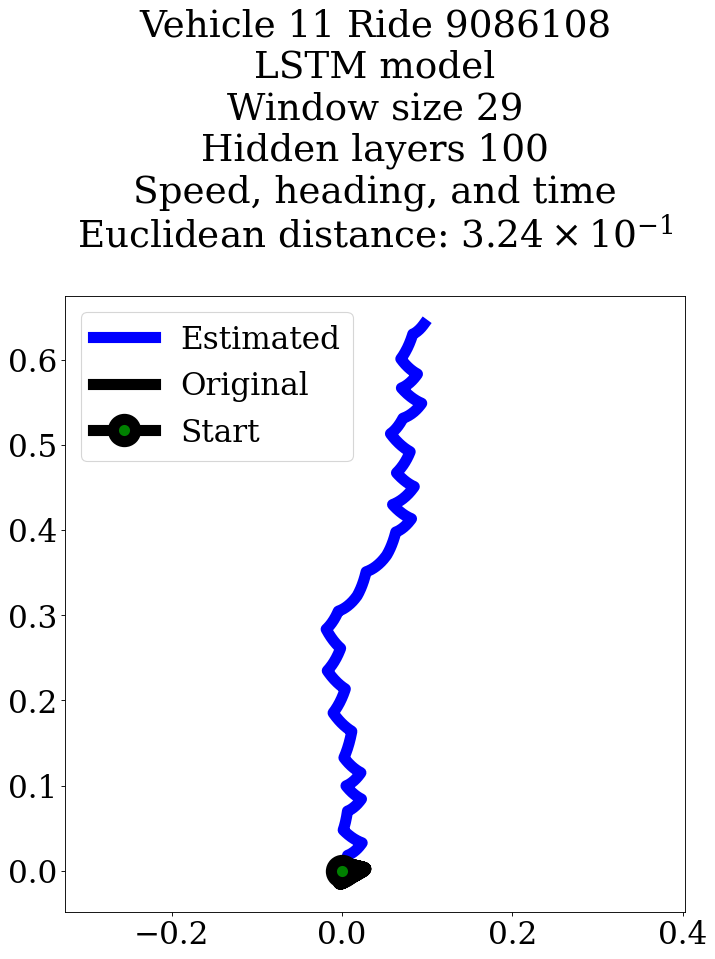 Vehicle 11 Ride 9086108
LSTM model
Window size 29
Hidden layers 100
Speed, heading, and time
Euclidean distance: 3.24 × 10⁻¹
Estimated
Original
Start
0.6
0.5
0.4
0.3
0.2
0.1
0.0
−0.2 0.0 0.2 0.4